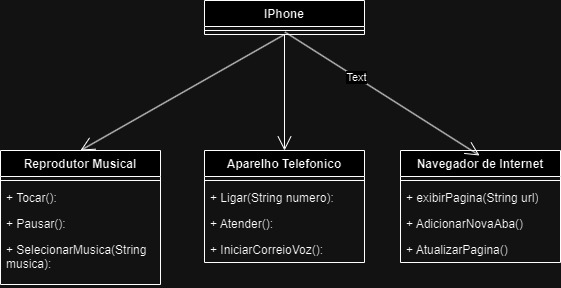 IPhone
Text
Reprodutor Musical
+ Tocar():
+ Pausar():
+ SelecionarMusica(String
musica):
Aparelho Telefonico
+ Ligar(String numero):
+ Atender():
+ IniciarCorreioVoz():
Navegador de Internet
+ exibirPagina(String url)
+ AdicionarNovaAba()
+ AtualizarPagina()